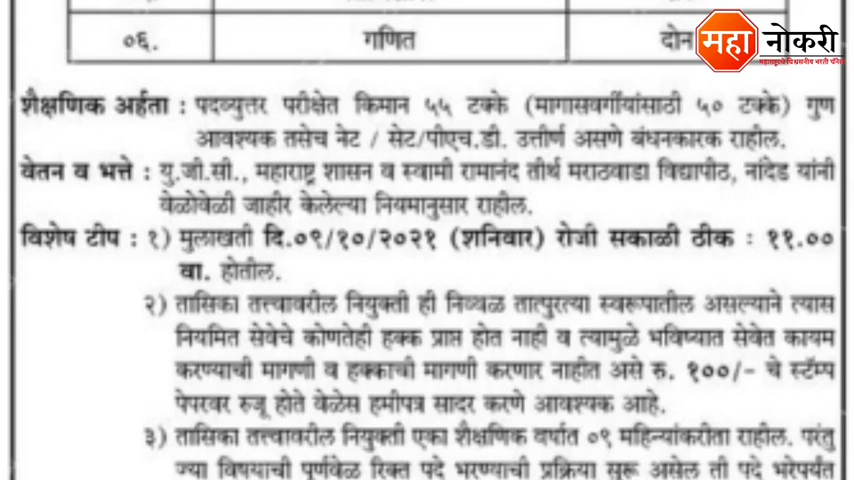 ०६. गणित दोन
महा नोकरी
शैक्षणिक अर्हता : पदव्युत्तर परीक्षेत किमान ५५ टक्के (मागासवर्गीयांसाठी ५० टक्के) गुण
आवश्यक तसेच नेट / सेट/पीएच.डी. उत्तीर्ण असणे बंधनकारक राहील.
वेतन व भत्ते : यु.जी.सी., महाराष्ट्र शासन व स्वामी रामानंद तीर्थ मराठवाडा विद्यापीठ, नांदेड यांनी
वेळोवेळी जाहीर केलेल्या नियमानुसार राहील.
विशेष टीप : १) मुलाखती दि.०९/१०/२०२१ (शनिवार) रोजी सकाळी ठीक : ११.००
वा. होतील.
२) तासिका तत्त्वावरील नियुक्ती ही निव्वळ तात्पुरत्या स्वरूपातील असल्याने त्यास
नियमित सेवेचे कोणतेही हक्क प्राप्त होत नाही व त्यामुळे भविष्यात सेवेत कायम
करण्याची मागणी व हक्काची मागणी करणार नाहीत असे रु. १००/- चे स्टॅम्प
पेपरवर रुजू होते वेळेस हमीपत्र सादर करणे आवश्यक आहे.
३) तासिका तत्त्वावरील नियुक्ती एका शैक्षणिक वर्षात ०९ महिन्यांकरीता राहील. परंतु
ज्या विषयाची पूर्णवेळ रिक्त पदे भरण्याची प्रक्रिया सुरू असेल ती पदे भरेपर्यंत